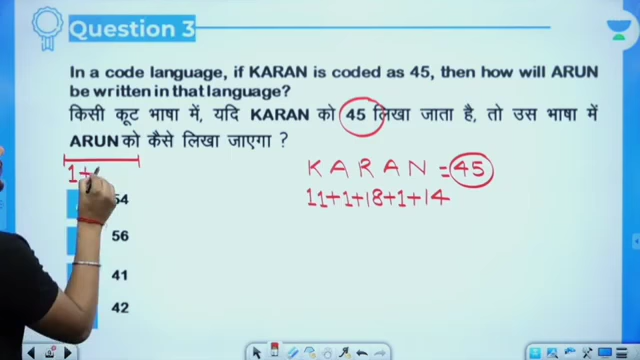 Question 3
In a code language, if KARAN is coded as 45, then how will ARUN
be written in that language?
किसी कूट भाषा में, यदि KARAN को 45 लिखा जाता है, तो उस भाषा में
ARUN को कैसे लिखा जाएगा ?
K A R A N = 45
1+
11+1+18+1+14
54
56
41
42